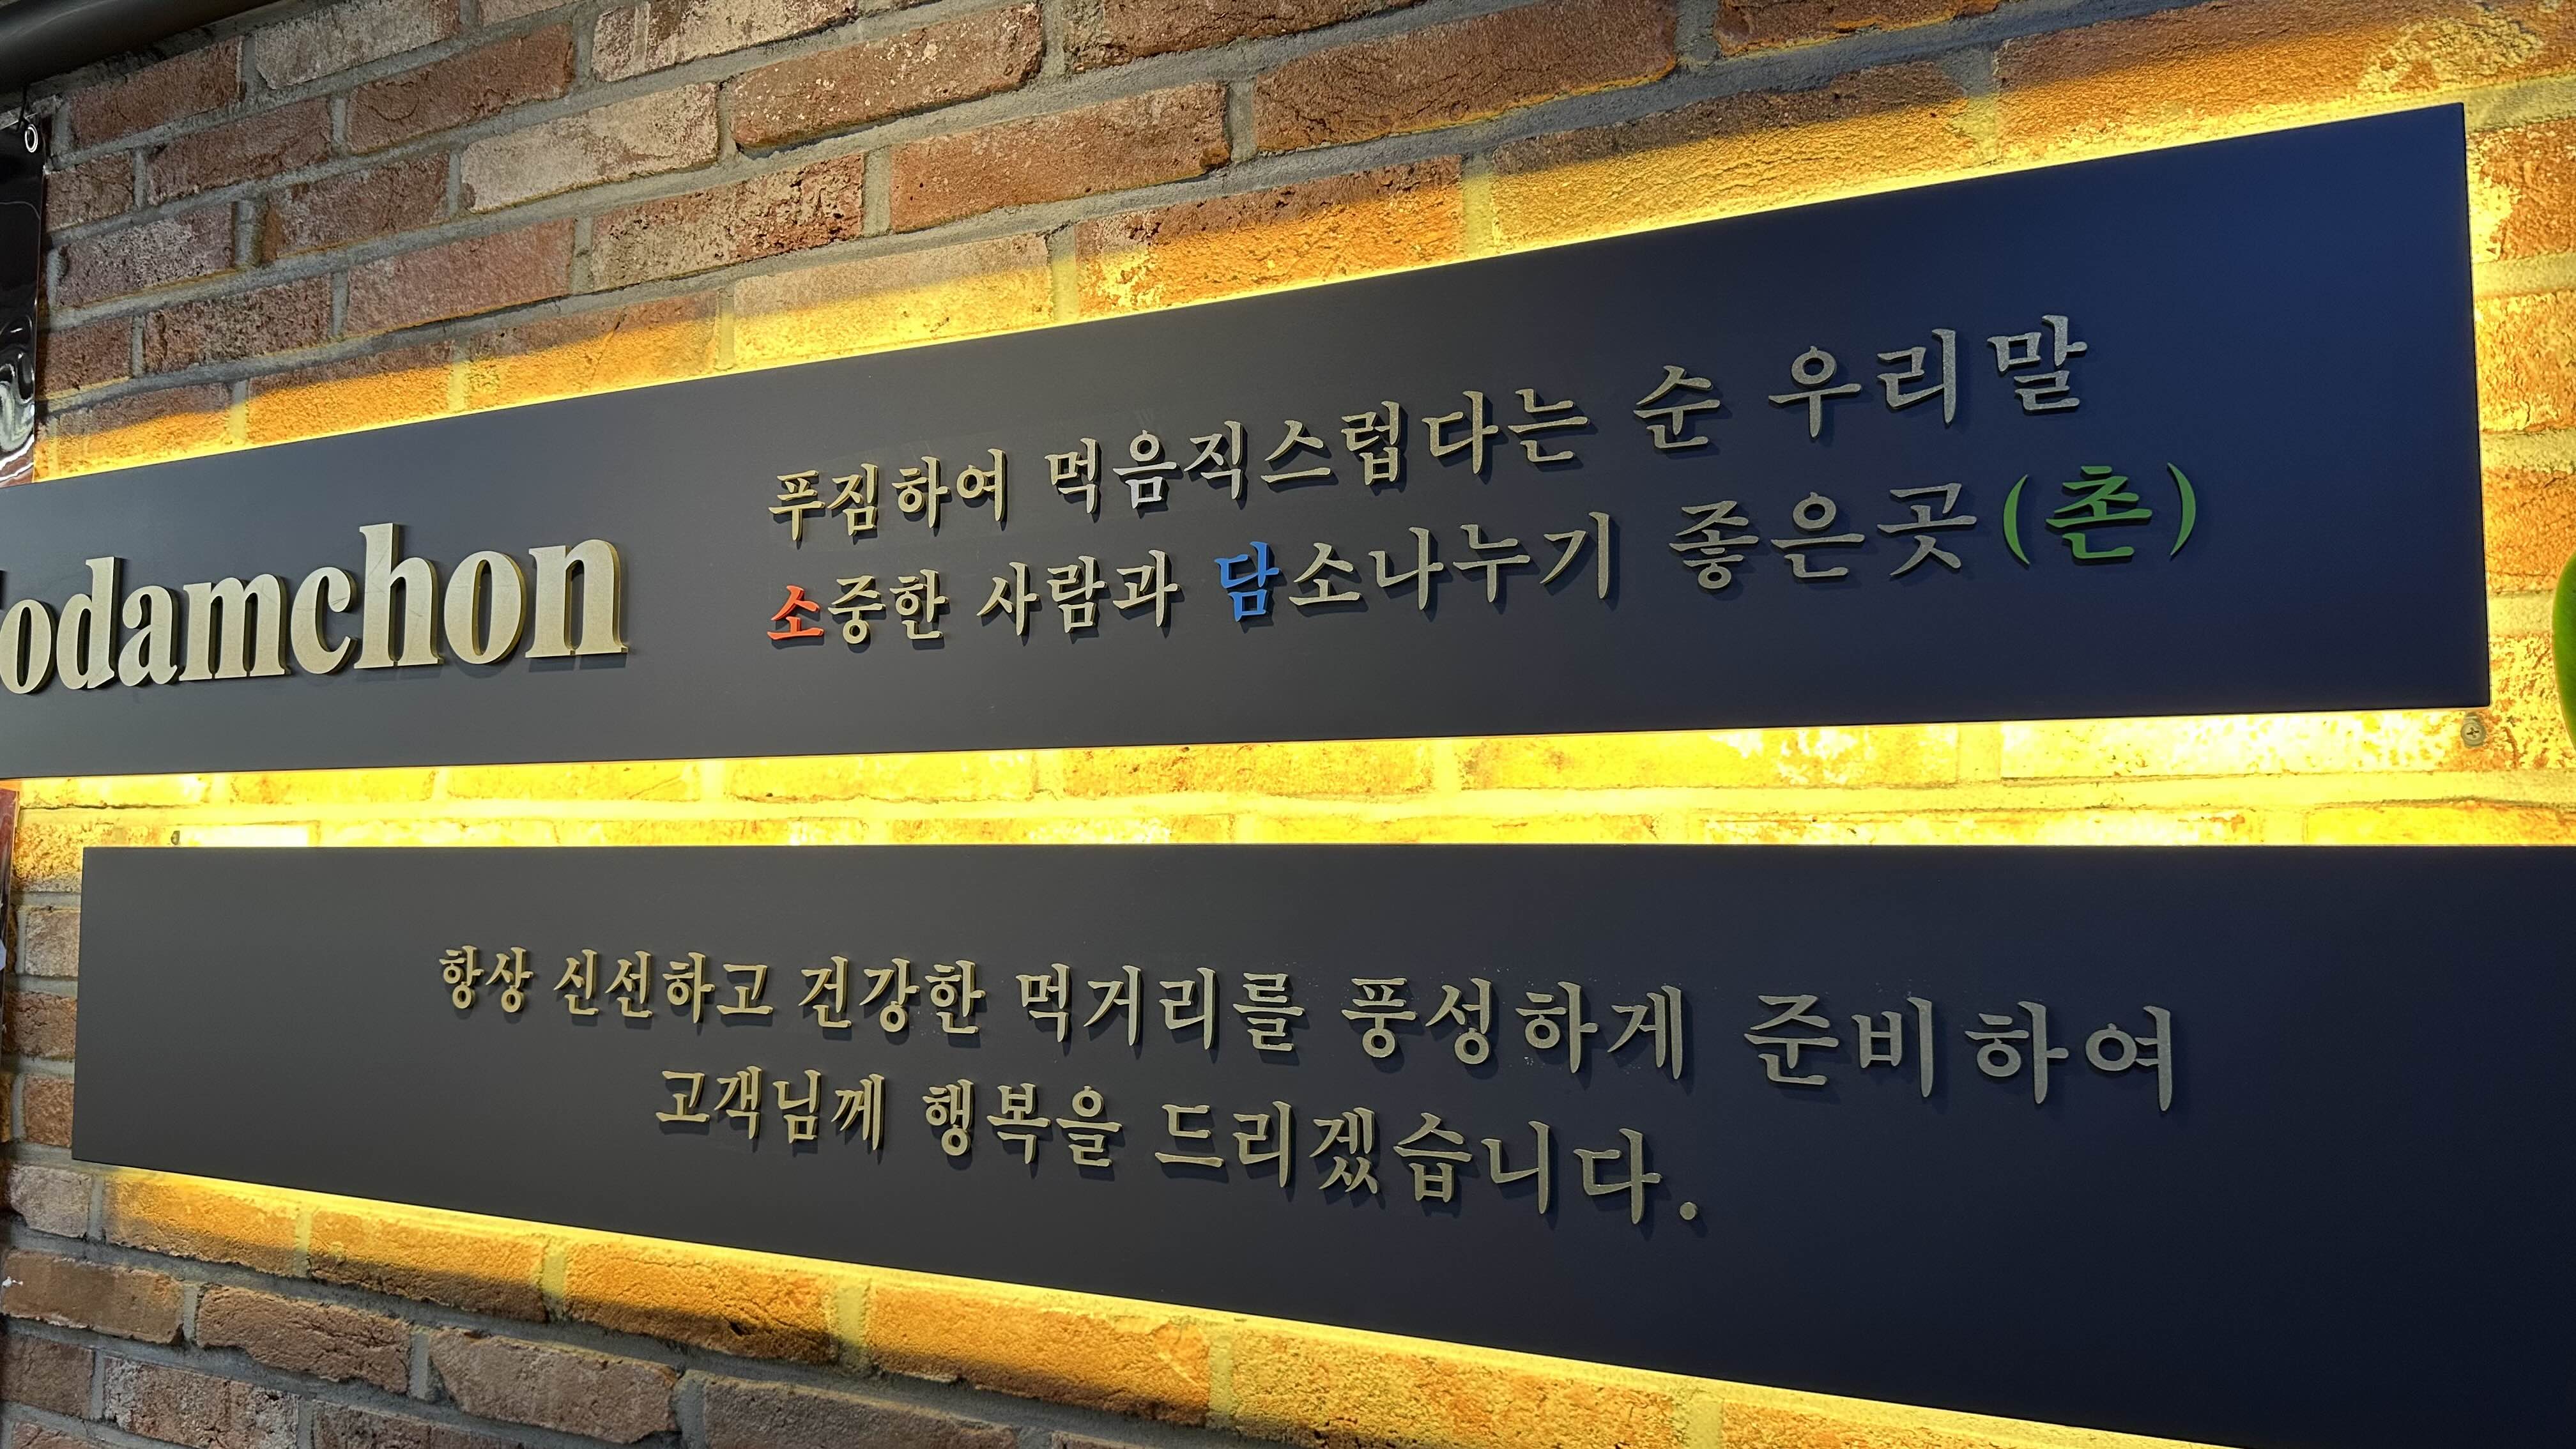 odamchon
푸짐하여 먹음직스럽다는 순 우리말
소중한 사람과 담소나누기 좋은곳(촌)
항상 신선하고 건강한 먹거리를 풍성하게 준비하여
고객님께 행복을 드리겠습니다.